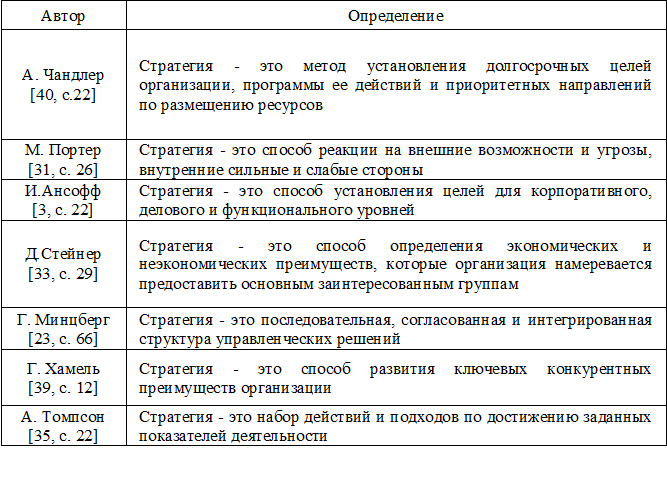 Автор
Определение
А. Чандлер
[40, с.22]
Стратегия - это метод установления долгосрочных целей
организации, программы ее действий и приоритетных направлений
по размещению ресурсов
М. Портер
[31, с. 26]
Стратегия - это способ реакции на внешние возможности и угрозы,
внутренние сильные и слабые стороны
И.Ансофф
[3, с. 22]
Стратегия - это способ установления целей для корпоративного,
делового и функционального уровней
Д.Стейнер
[33, с. 29]
Стратегия - это способ определения экономических и
неэкономических преимуществ, которые организация намеревается
предоставить основным заинтересованным группам
Г. Минцберг
[23, с. 66]
Стратегия - это последовательная, согласованная и интегрированная
структура управленческих решений
Г. Хамель
[39, с. 12]
Стратегия - это способ развития ключевых конкурентных
преимуществ организации
А. Томпсон
[35, с. 22]
Стратегия - это набор действий и подходов по достижению заданных
показателей деятельности